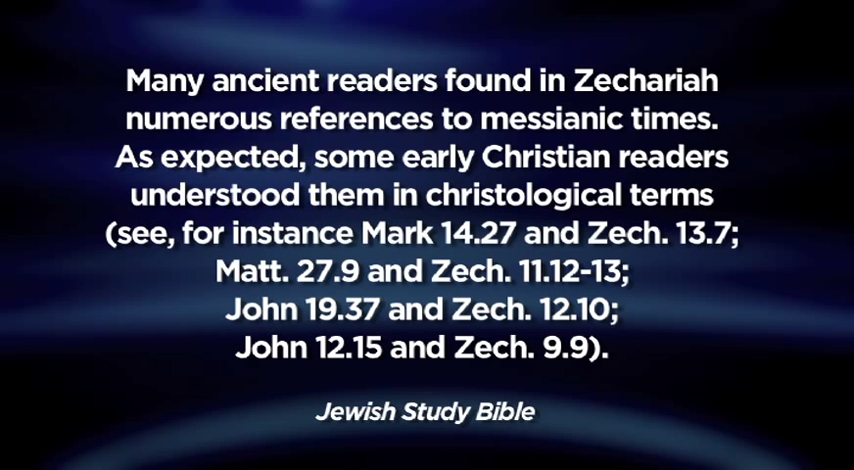 Many ancient readers found in Zechariah
numerous references to messianic times.
As expected, some early Christian readers
understood them in christological terms
(see, for instance Mark 14.27 and Zech. 13.7;
Matt. 27.9 and Zech. 11.12-13;
John 19.37 and Zech. 12.10;
John 12.15 and Zech. 9.9).
Jewish Study Bible